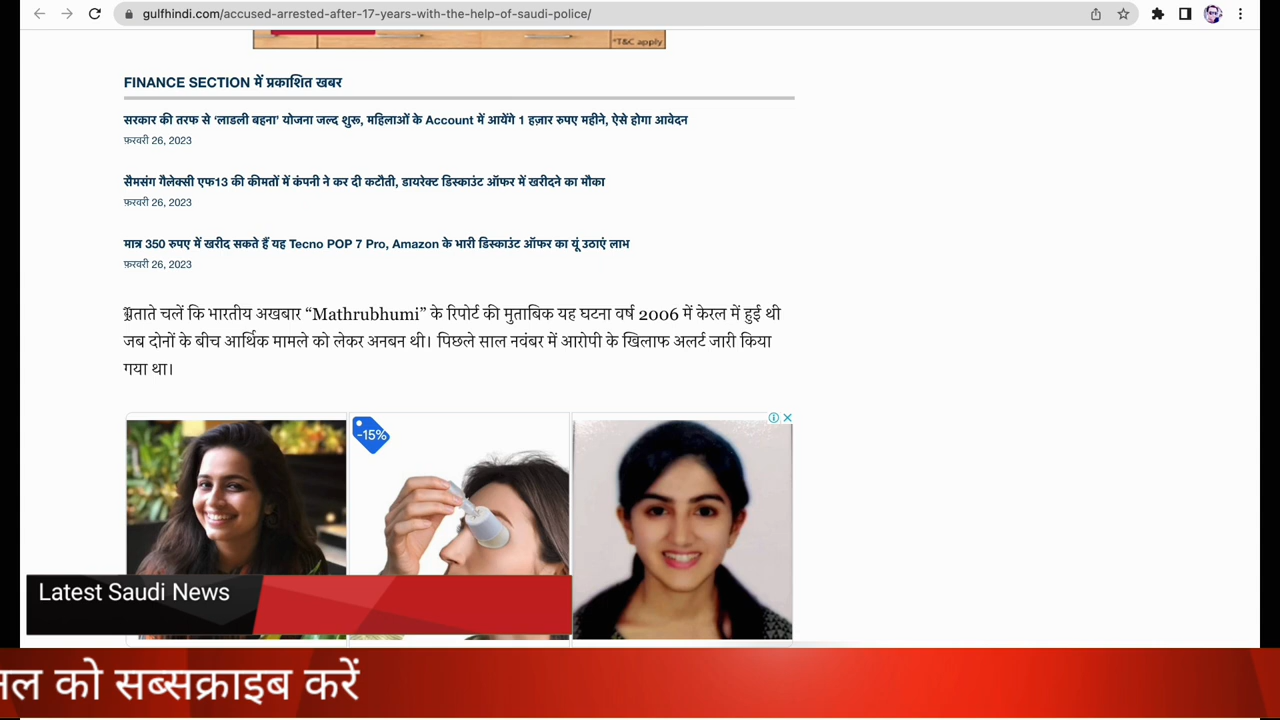 gulfhindi.com/accused-arrested-after-17-years-with-the-help-of-saudi-police/
*T&C apply
FINANCE SECTION में प्रकाशित खबर
सरकार की तरफ से ‘लाडली बहना’ योजना जल्द शुरू, महिलाओं के Account में आयेंगे 1 हज़ार रुपए महीने, ऐसे होगा आवेदन
फ़रवरी 26, 2023
सैमसंग गैलेक्सी एफ13 की कीमतों में कंपनी ने कर दी कटौती, डायरेक्ट डिस्काउंट ऑफर में खरीदने का मौका
फ़रवरी 26, 2023
मात्र 350 रुपए में खरीद सकते हैं यह Tecno POP 7 Pro, Amazon के भारी डिस्काउंट ऑफर का यूं उठाएं लाभ
फ़रवरी 26, 2023
बताते चलें कि भारतीय अखबार “Mathrubhumi” के रिपोर्ट की मुताबिक यह घटना वर्ष 2006 में केरल में हुई थी
जब दोनों के बीच आर्थिक मामले को लेकर अनबन थी। पिछले साल नवंबर में आरोपी के खिलाफ अलर्ट जारी किया
गया था।
-15%
Latest Saudi News
को सब्सक्राइब करें